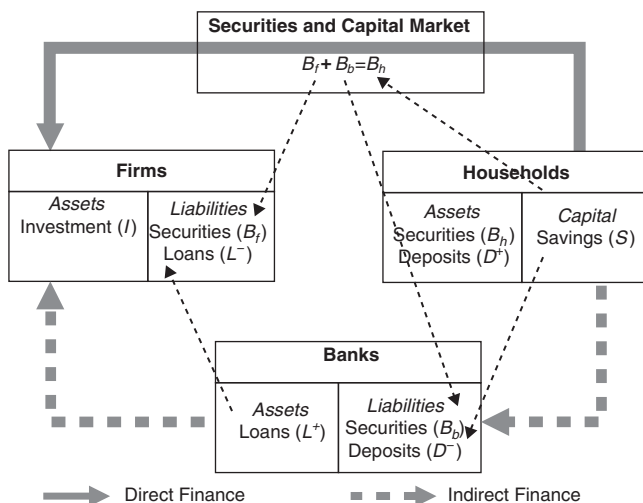 Securities and Capital Market
B_f + B_b=B_h
Firms
Assets
Investment (I)
Liabilities
Securities (B_f)
Loans (L⁻)
Households
Assets
Securities (B_h)
Deposits (D⁺)
Capital
Savings (S)
Banks
Assets
Loans (L⁺)
Liabilities
Securities (B_b)
Deposits (D⁻)
Direct Finance
Indirect Finance